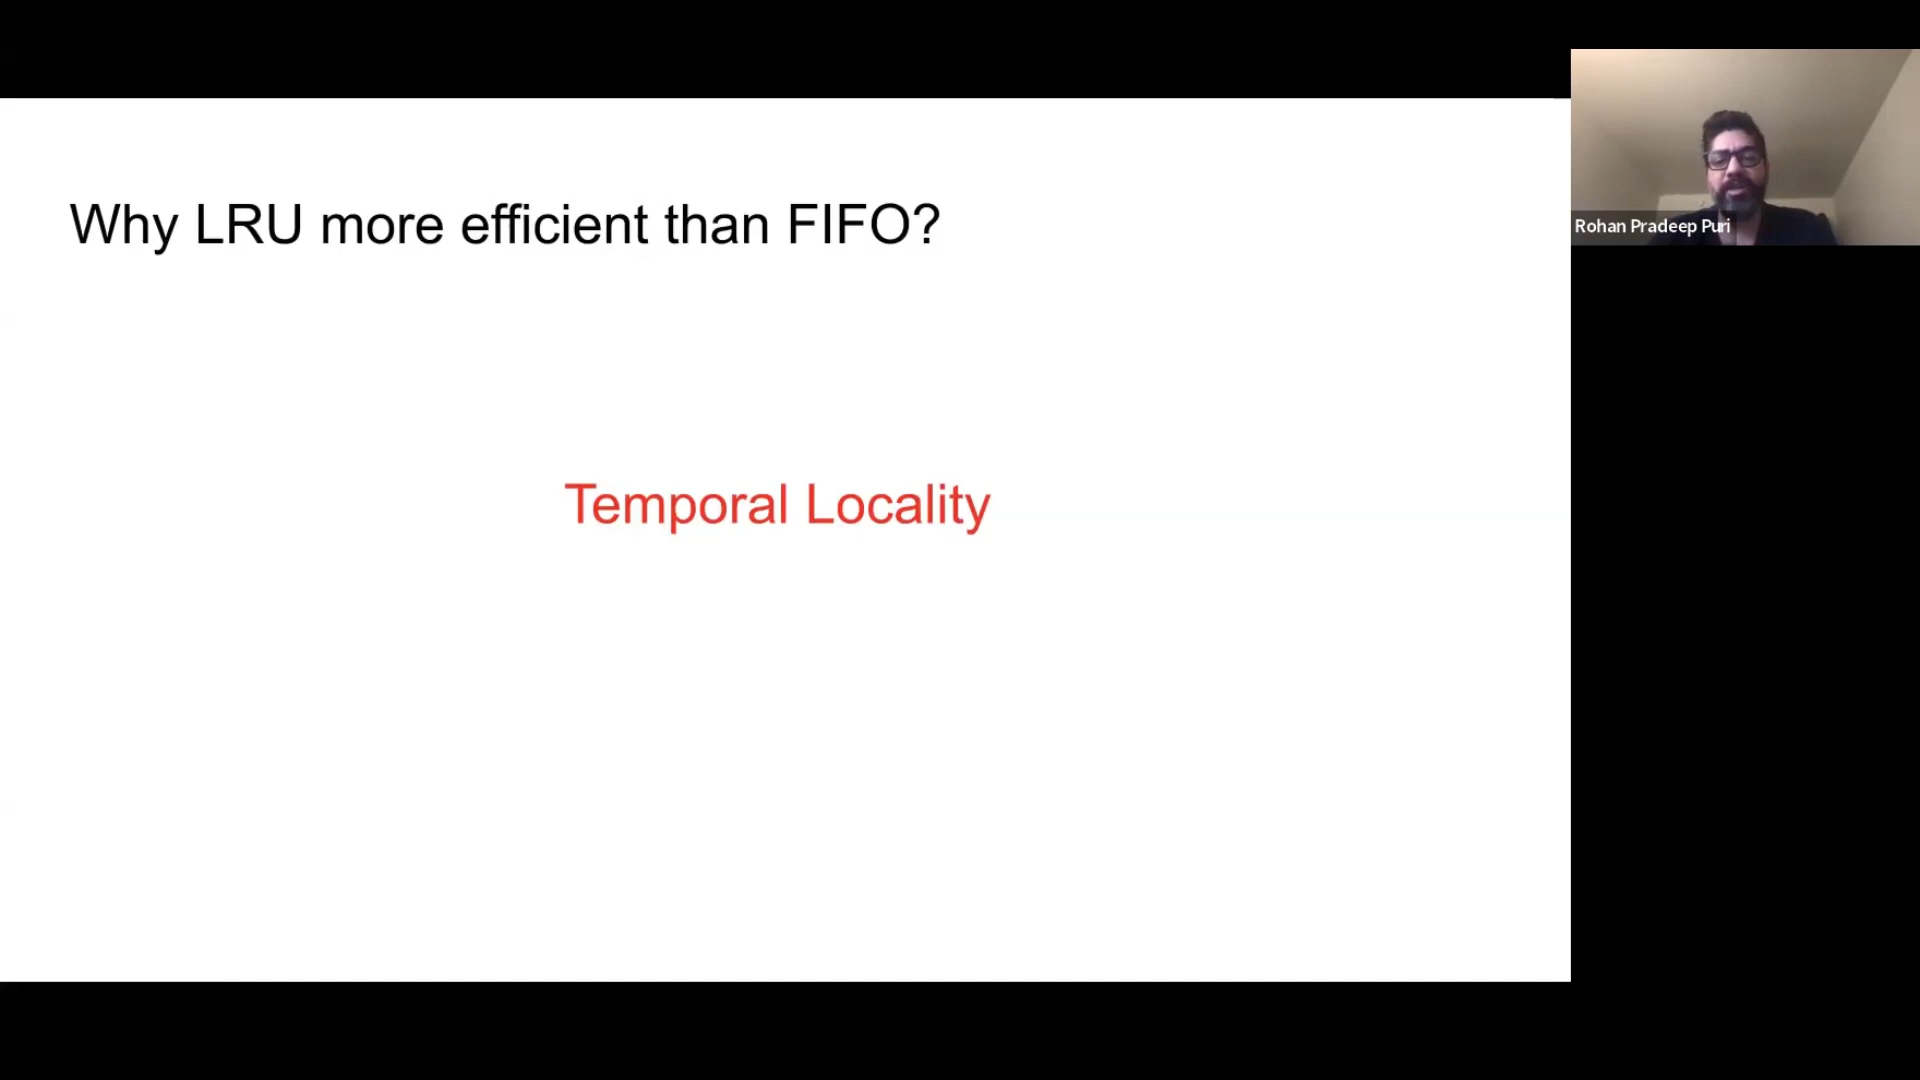 Why LRU more efficient than FIFO?
Temporal Locality
Rohan Pradeep Puri